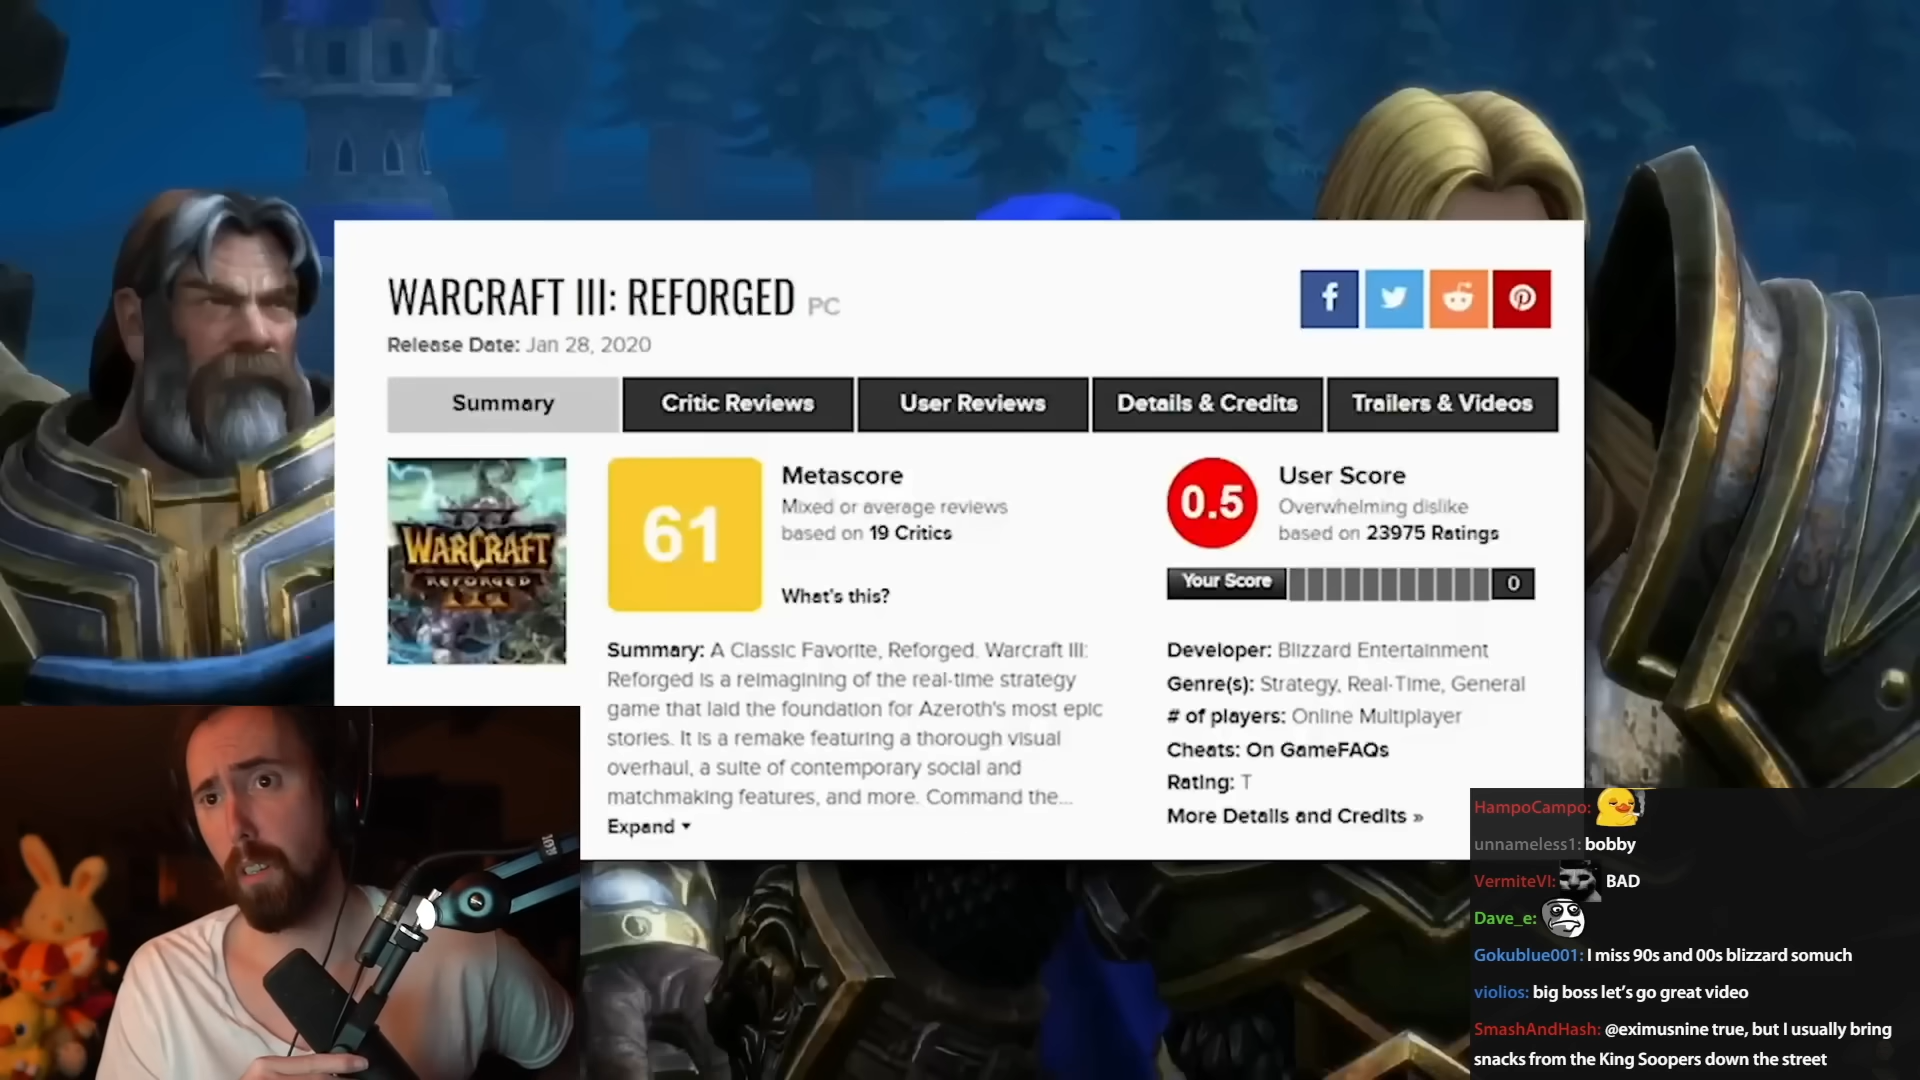 WARCRAFT III: REFORGED PC
Release Date: Jan 28, 2020
Summary
Critic Reviews
User Reviews
Details & Credits
Trailers & Videos
WARCRAFT
REFORGED
III
61
Metascore
Mixed or average reviews
based on 19 Critics
What's this?
0.5
User Score
Overwhelming dislike
based on 23975 Ratings
Your Score
0
Summary: A Classic Favorite, Reforged. Warcraft III:
Reforged is a reimagining of the real-time strategy
game that laid the foundation for Azeroth's most epic
stories. It is a remake featuring a thorough visual
overhaul, a suite of contemporary social and
matchmaking features, and more. Command the...
Expand
Developer: Blizzard Entertainment
Genre(s): Strategy, Real-Time, General
# of players: Online Multiplayer
Cheats: On GameFAQs
Rating: T
More Details and Credits »
HampoCampo:
unnameless1: bobby
VermiteVI: BAD
Dave_e:
Gokublue001: I miss 90s and 00s blizzard somuch
violios: big boss let's go great video
SmashAndHash: @eximusnine true, but I usually bring
snacks from the King Soopers down the street